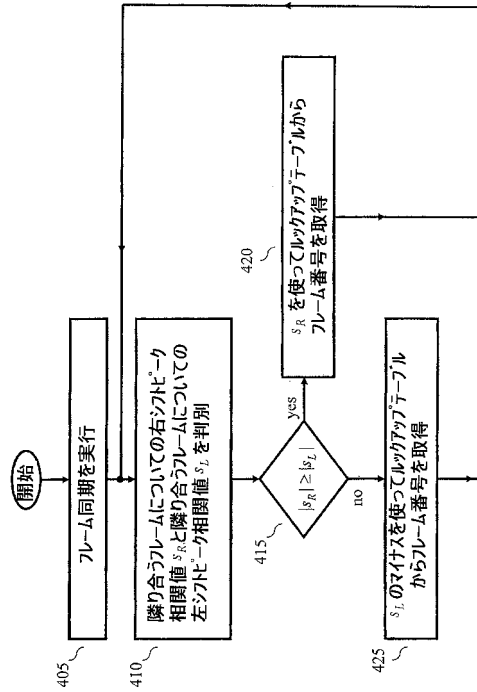 開始
フレーム同期を実行
405
隣り合うフレームについての右シフトピーク
相関値 s_R と隣り合うフレームについての
左シフトピーク相関値 s_L を判別
410
|s_R| ≥ |s_L|
415
yes
no
s_R を使ってルックアップテーブルから
フレーム番号を取得
420
s_L のマイナスを使ってルックアップテーブル
からフレーム番号を取得
425